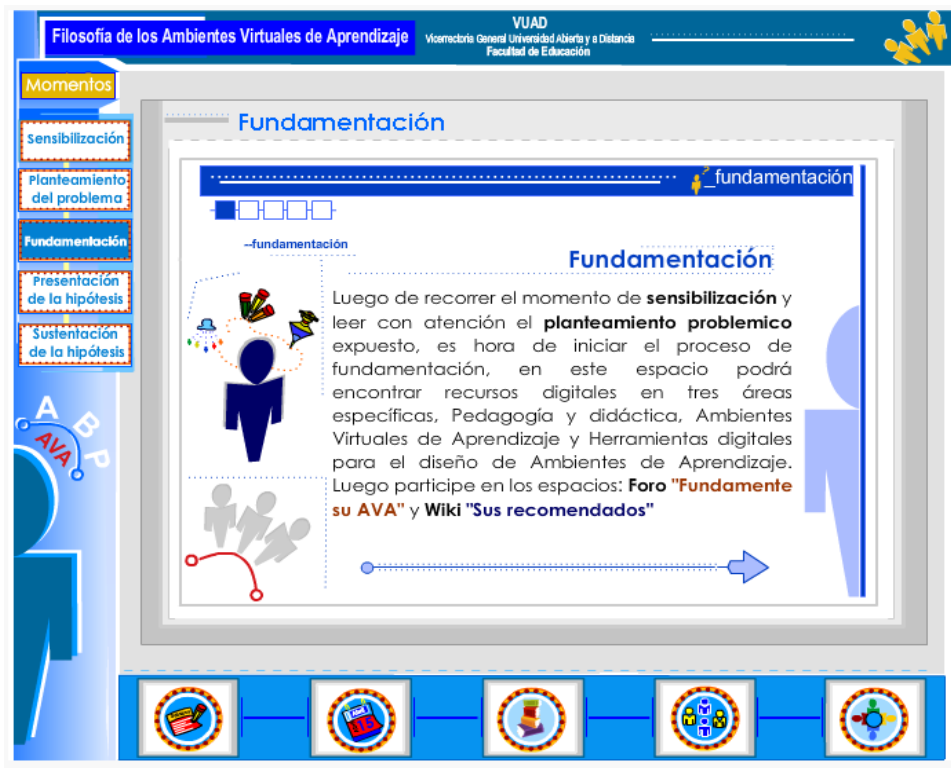 Filosofía de los Ambientes Virtuales de Aprendizaje
VUAD
Vicerrectoria General Universidad Abierta y a Distancia
Facultad de Educación
Momentos
Sensibilización
Planteamiento
del problema
Fundamentación
Presentación
de la hipótesis
Sustentación
de la hipótesis
A B P
AVA
Fundamentación
_fundamentación
--fundamentación
Fundamentación
Luego de recorrer el momento de sensibilización y
leer con atención el planteamiento problemico
expuesto, es hora de iniciar el proceso de
fundamentación, en este espacio podrá
encontrar recursos digitales en tres áreas
específicas, Pedagogía y didáctica, Ambientes
Virtuales de Aprendizaje y Herramientas digitales
para el diseño de Ambientes de Aprendizaje.
Luego participe en los espacios: Foro "Fundamente
su AVA" y Wiki "Sus recomendados"